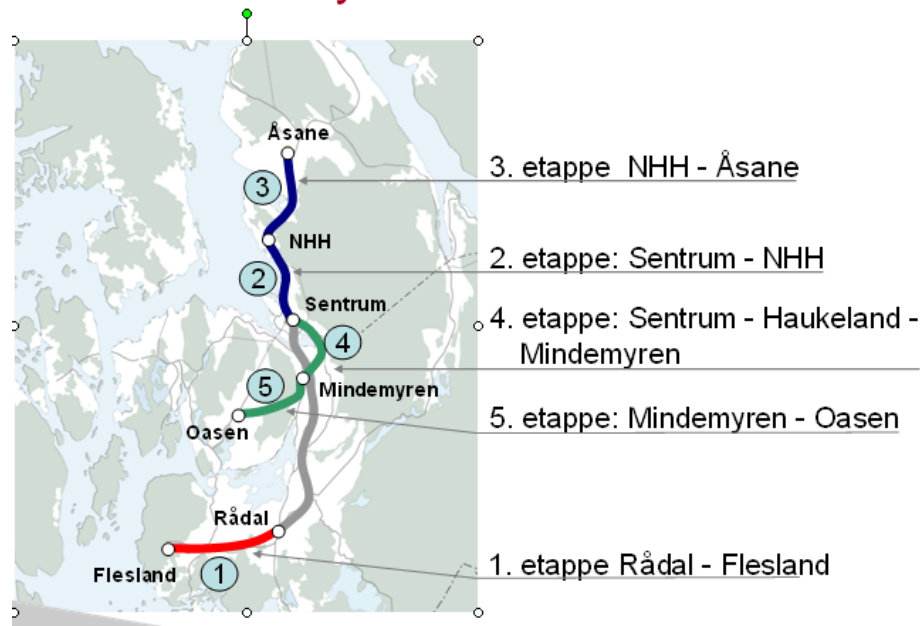 Åsane
3
NHH
2
Sentrum
4
5
Mindemyren
Oasen
Rådal
Flesland
1
3. etappe NHH - Åsane
2. etappe: Sentrum - NHH
4. etappe: Sentrum - Haukeland -
Mindemyren
5. etappe: Mindemyren - Oasen
1. etappe Rådal - Flesland